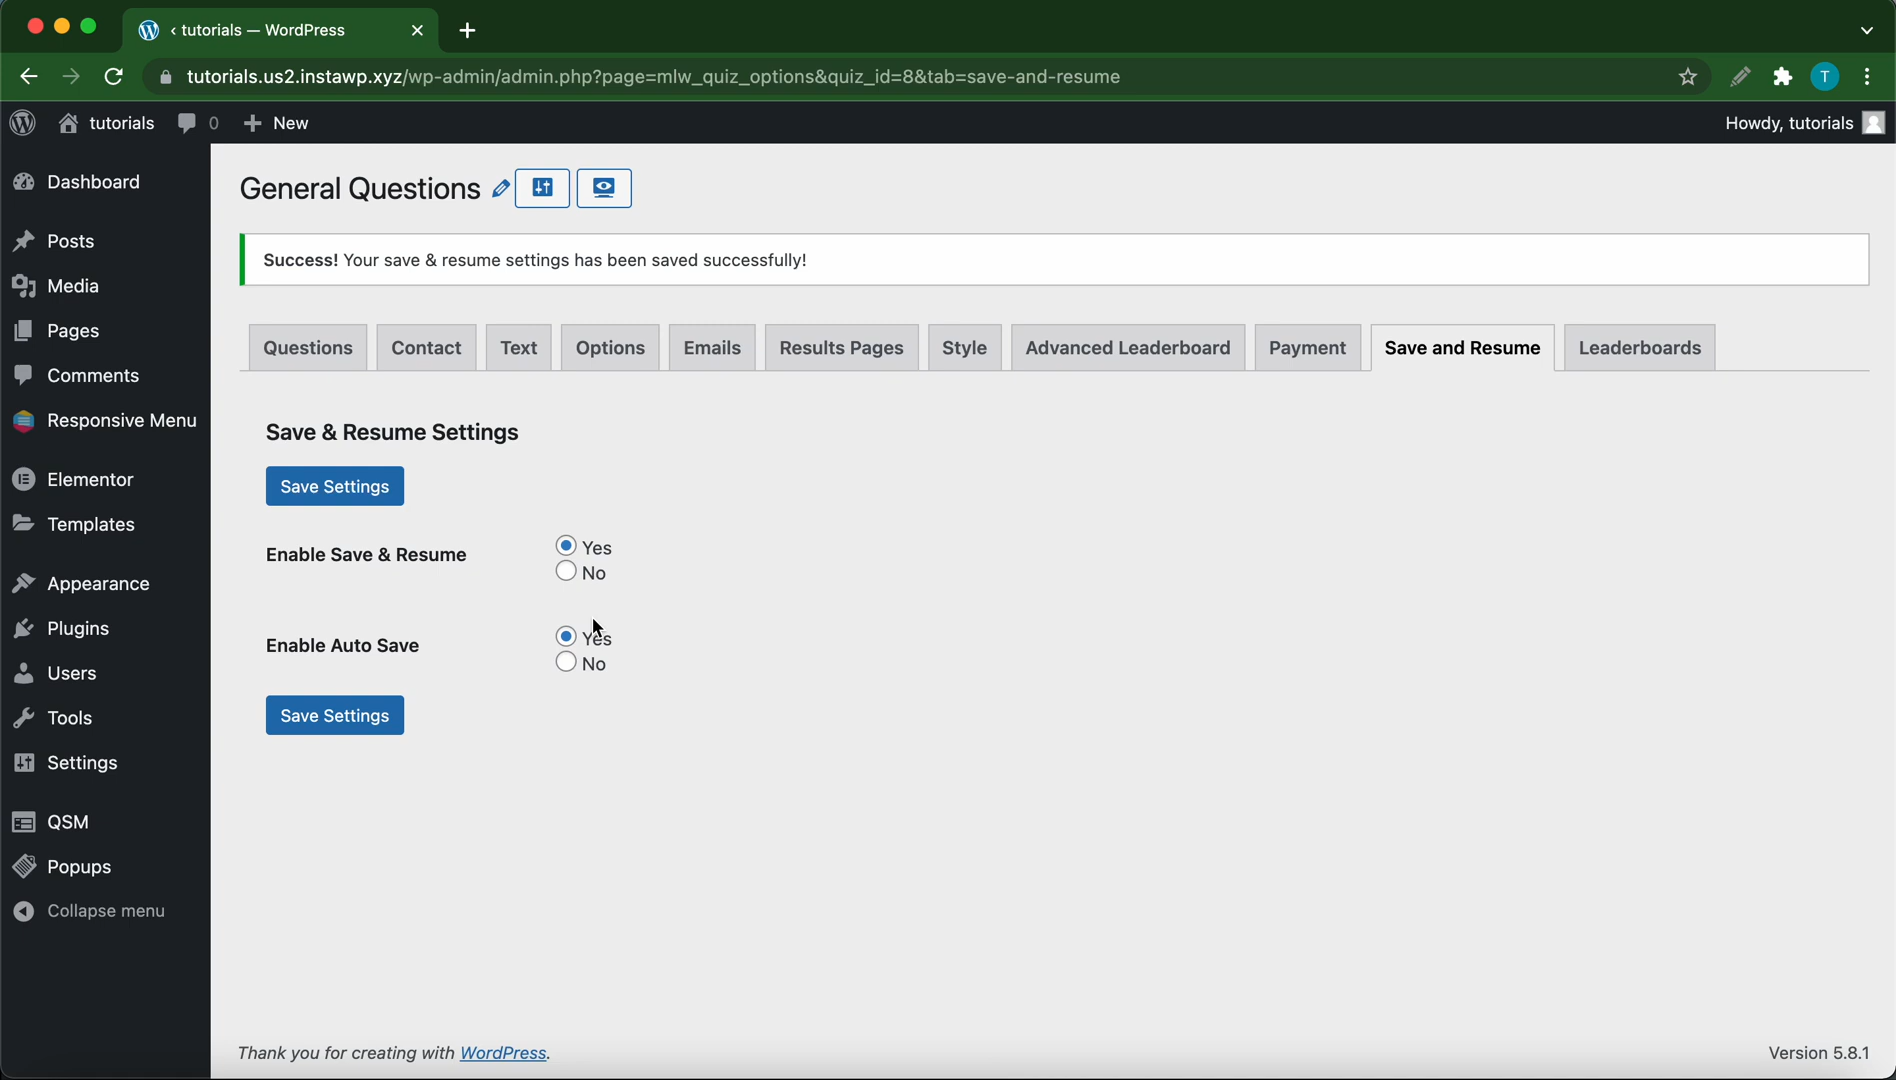 ‹ tutorials — WordPress
tutorials.us2.instawp.xyz/wp-admin/admin.php?page=mlw_quiz_options&quiz_id=8&tab=save-and-resume
T
tutorials 0 New
Howdy, tutorials
Dashboard
Posts
Media
Pages
Comments
Responsive Menu
Elementor
Templates
Appearance
Plugins
Users
Tools
Settings
QSM
Popups
Collapse menu
General Questions
Success! Your save & resume settings has been saved successfully!
Questions Contact Text Options Emails Results Pages Style Advanced Leaderboard Payment Save and Resume Leaderboards
Save & Resume Settings
Save Settings
Enable Save & Resume
Yes
No
Enable Auto Save
Yes
No
Save Settings
Thank you for creating with WordPress.
Version 5.8.1